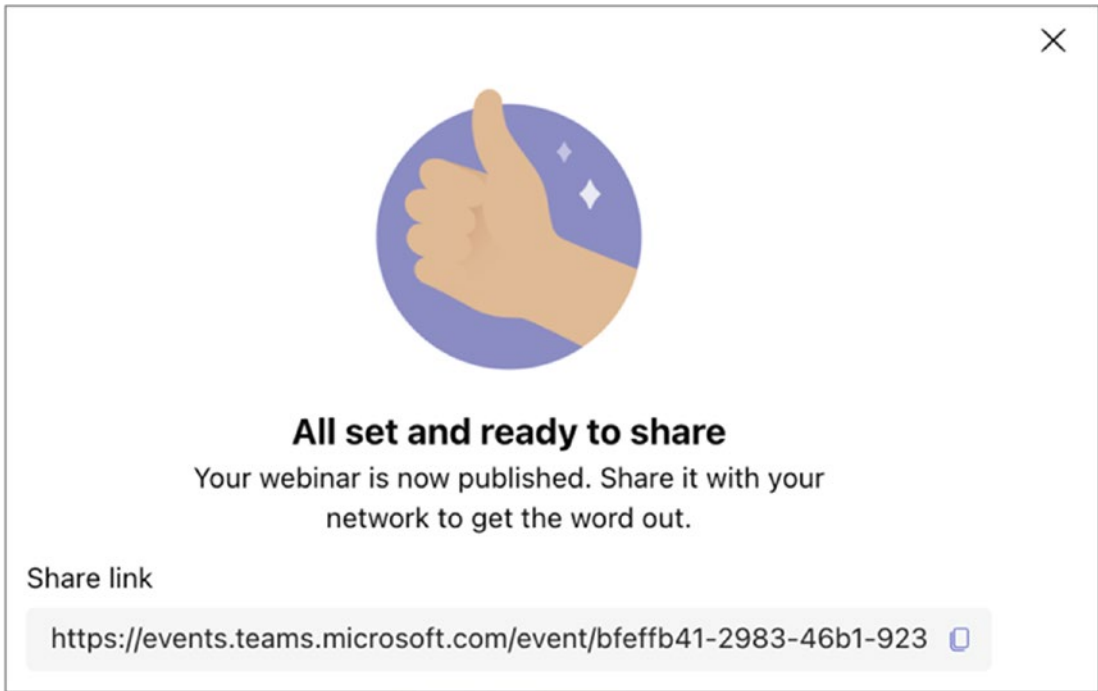 All set and ready to share
Your webinar is now published. Share it with your
network to get the word out.
Share link
https://events.teams.microsoft.com/event/bfeffb41-2983-46b1-923